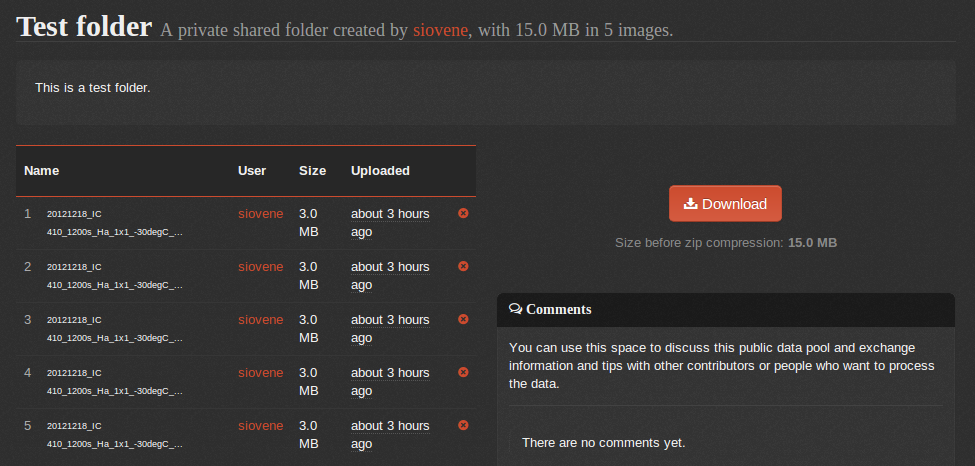 Test folder A private shared folder created by siovene, with 15.0 MB in 5 images.
This is a test folder.
Name User Size Uploaded
1 20121218_IC 410_1200s_Ha_1x1_-30degC_... siovene 3.0 MB about 3 hours ago
2 20121218_IC 410_1200s_Ha_1x1_-30degC_... siovene 3.0 MB about 3 hours ago
3 20121218_IC 410_1200s_Ha_1x1_-30degC_... siovene 3.0 MB about 3 hours ago
4 20121218_IC 410_1200s_Ha_1x1_-30degC_... siovene 3.0 MB about 3 hours ago
5 20121218_IC 410_1200s_Ha_1x1_-30degC_... siovene 3.0 MB about 3 hours ago
Download
Size before zip compression: 15.0 MB
Comments
You can use this space to discuss this public data pool and exchange
information and tips with other contributors or people who want to process
the data.
There are no comments yet.